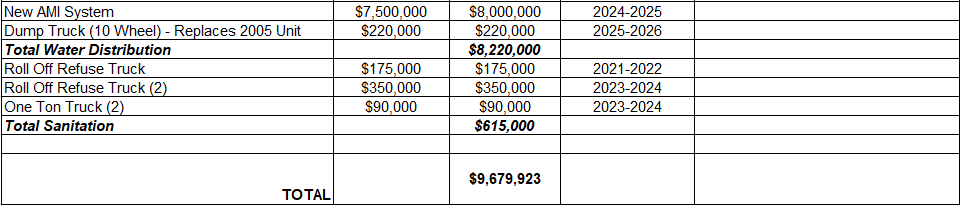 New AMI System $7,500,000 $8,000,000 2024-2025
Dump Truck (10 Wheel) - Replaces 2005 Unit $220,000 $220,000 2025-2026
Total Water Distribution $8,220,000
Roll Off Refuse Truck $175,000 $175,000 2021-2022
Roll Off Refuse Truck (2) $350,000 $350,000 2023-2024
One Ton Truck (2) $90,000 $90,000 2023-2024
Total Sanitation $615,000
$9,679,923
TOTAL